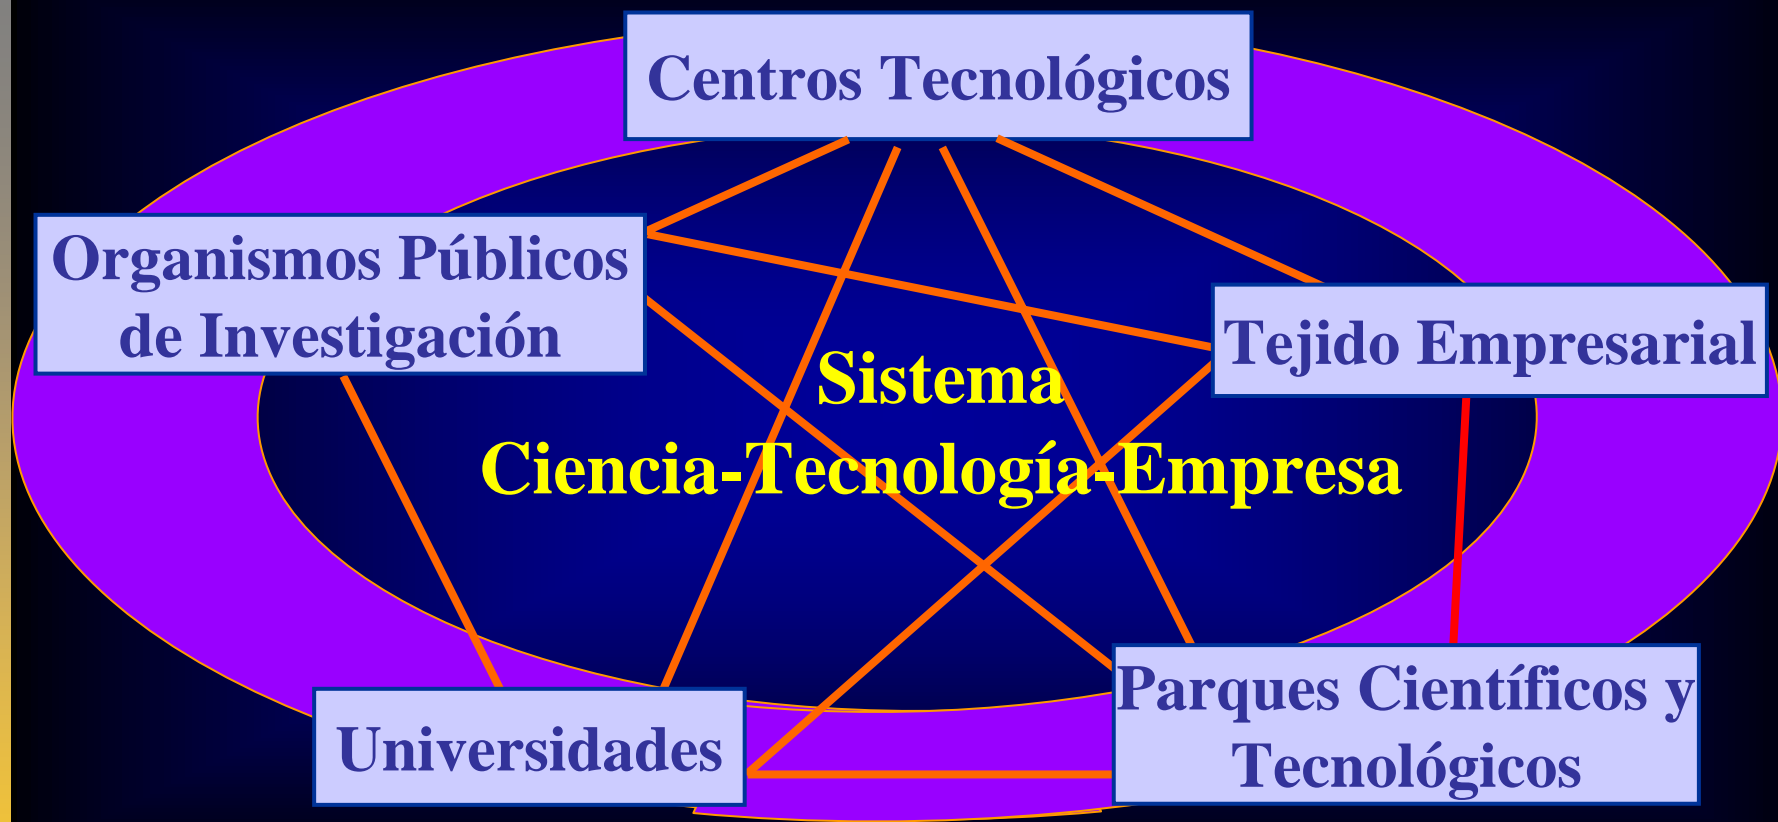 Centros Tecnológicos
Organismos Públicos
de Investigación
Tejido Empresarial
Sistema
Ciencia-Tecnología-Empresa
Universidades
Parques Científicos y
Tecnológicos